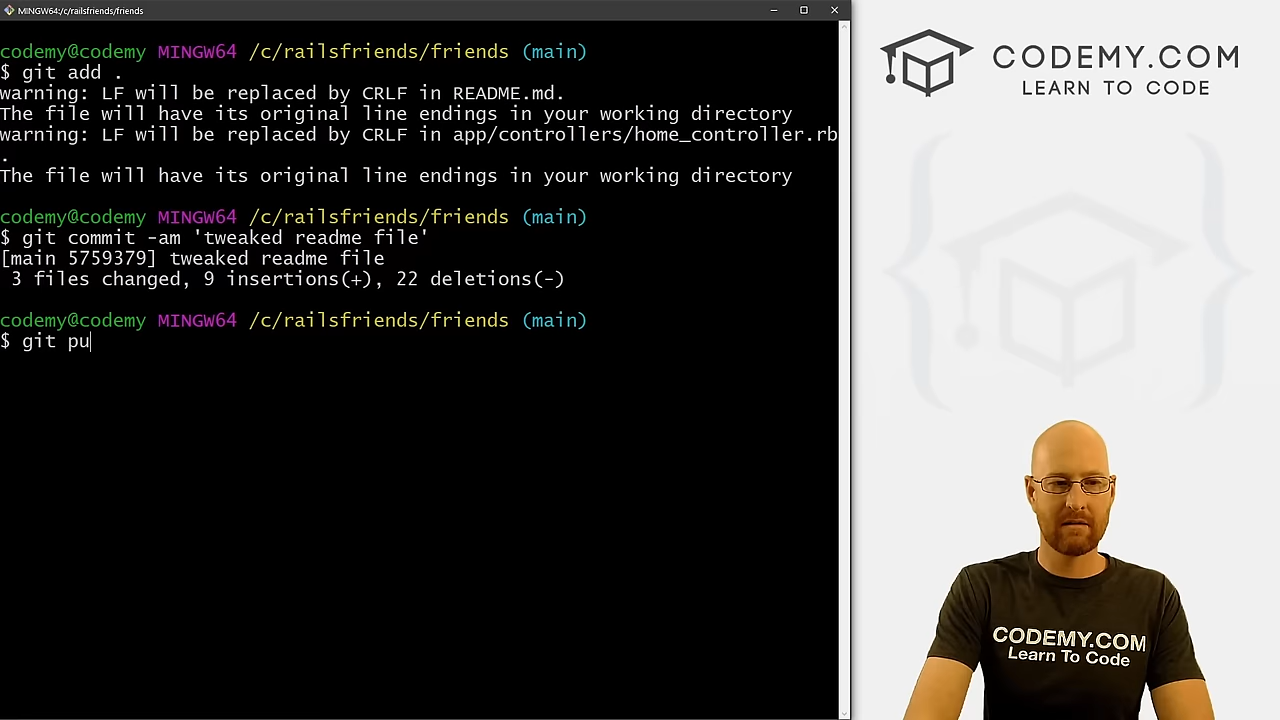 MINGW64:/c/railsfriends/friends
codemy@codemy MINGW64 /c/railsfriends/friends (main)
$ git add .
warning: LF will be replaced by CRLF in README.md.
The file will have its original line endings in your working directory
warning: LF will be replaced by CRLF in app/controllers/home_controller.rb
.
The file will have its original line endings in your working directory
codemy@codemy MINGW64 /c/railsfriends/friends (main)
$ git commit -am 'tweaked readme file'
[main 5759379] tweaked readme file
3 files changed, 9 insertions(+), 22 deletions(-)
codemy@codemy MINGW64 /c/railsfriends/friends (main)
$ git pu
CODEMY.COM
LEARN TO CODE
CODEMY.COM
Learn To Code